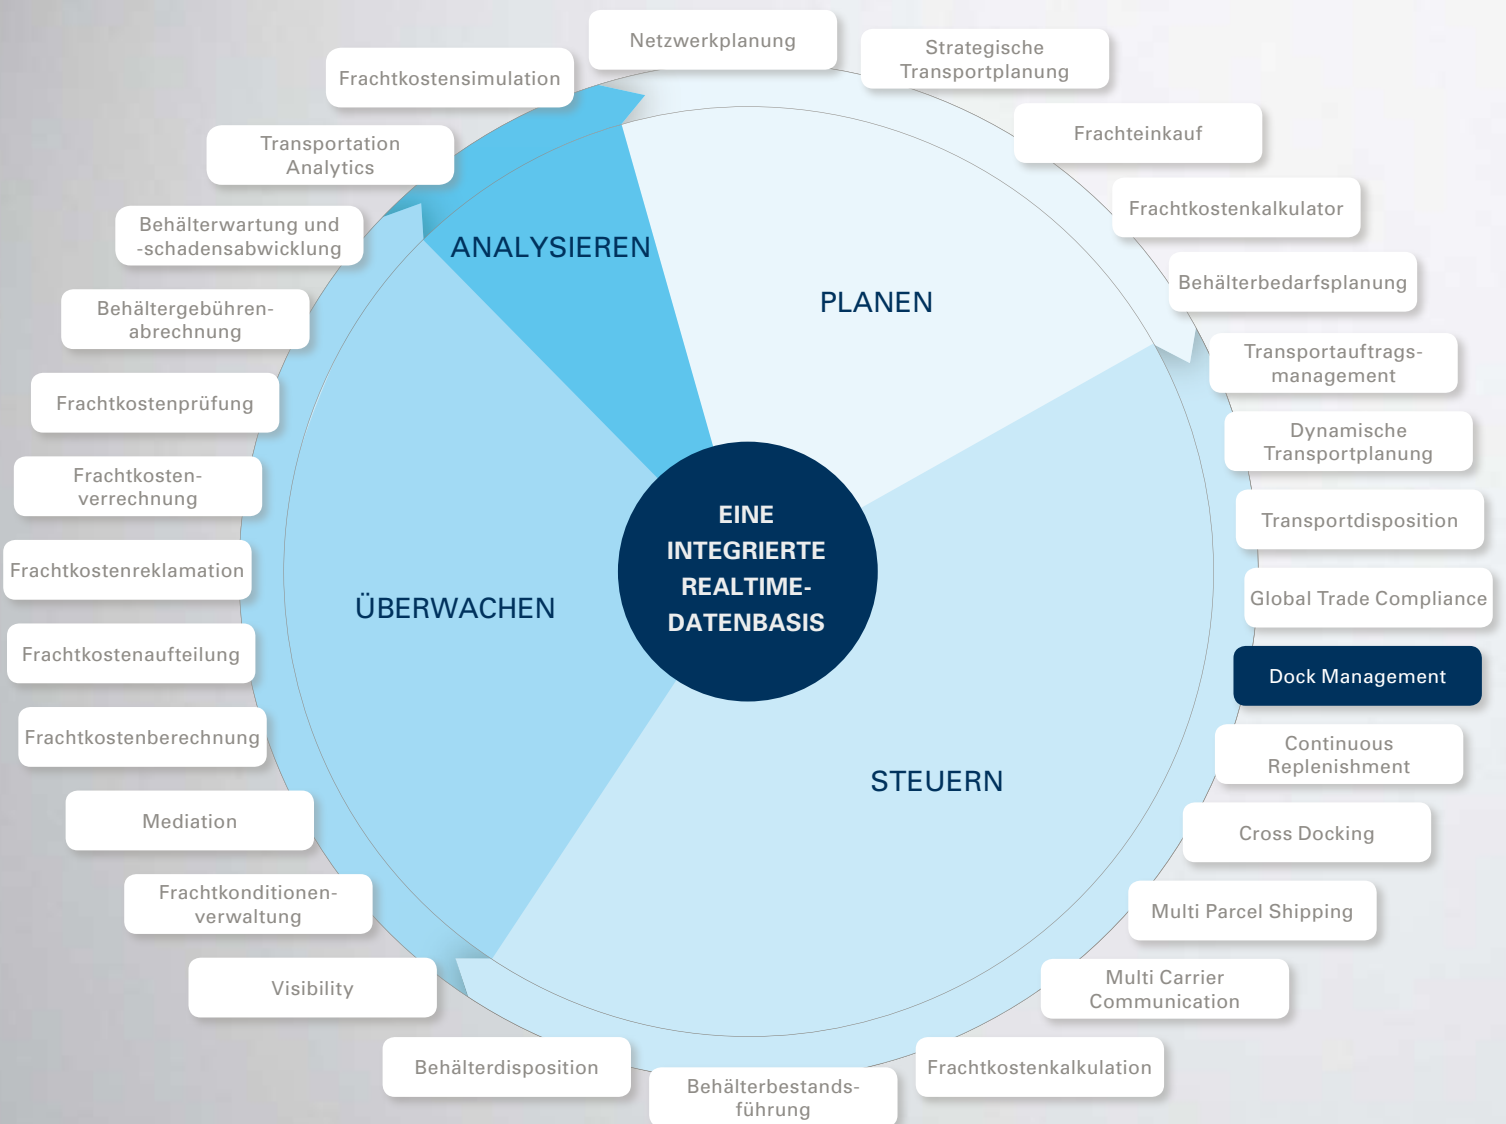 Netzwerkplanung
Strategische
Transportplanung
Frachteinkauf
Frachtkostenkalkulator
Behälterbedarfsplanung
Transportauftrags-
management
Dynamische
Transportplanung
Transportdisposition
Global Trade Compliance
Dock Management
Continuous
Replenishment
Cross Docking
Multi Parcel Shipping
Multi Carrier
Communication
Frachtkostenkalkulation
Behälterbestands-
führung
Behälterdisposition
Visibility
Frachtkonditionen-
verwaltung
Mediation
Frachtkostenberechnung
Frachtkostenaufteilung
Frachtkostenreklamation
Frachtkosten-
verrechnung
Frachtkostenprüfung
Behältergebühren-
abrechnung
Behälterwartung und
-schadensabwicklung
Transportation
Analytics
Frachtkostensimulation
ANALYSIEREN
PLANEN
STEUERN
ÜBERWACHEN
EINE
INTEGRIERTE
REALTIME-
DATENBASIS